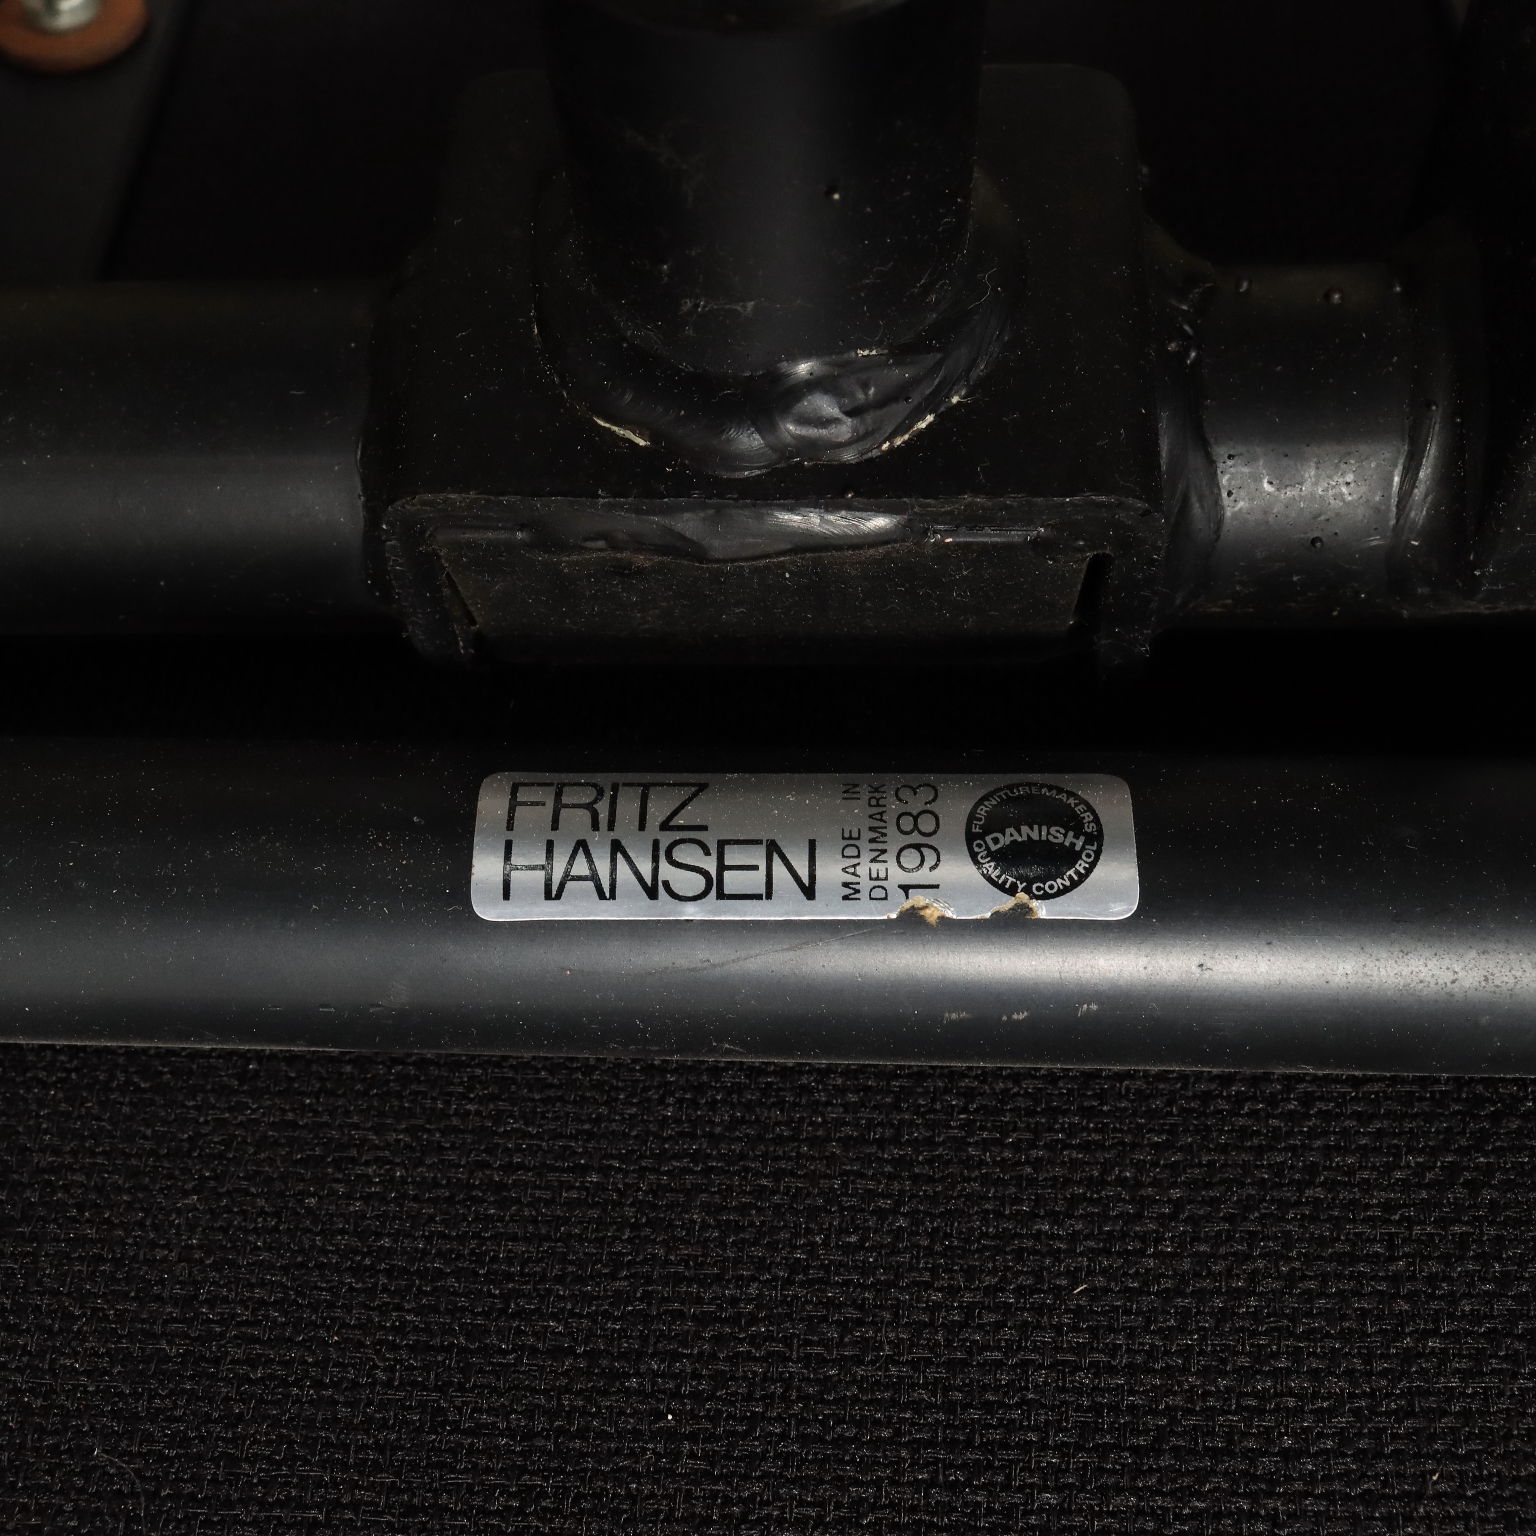 FRITZ
HANSEN
MADE IN
DENMARK
1983
FURNITUREMAKERS'
DANISH
QUALITY CONTROL